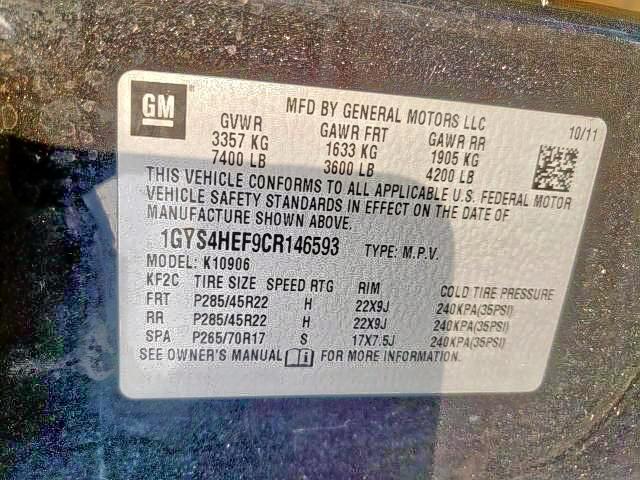 GM
MFD BY GENERAL MOTORS LLC
10/11
GVWR GAWR FRT GAWR RR
3357 KG 1633 KG 1905 KG
7400 LB 3600 LB 4200 LB
THIS VEHICLE CONFORMS TO ALL APPLICABLE U.S. FEDERAL MOTOR
VEHICLE SAFETY STANDARDS IN EFFECT ON THE DATE OF
MANUFACTURE SHOWN ABOVE.
1GYS4HEF9CR146593 TYPE: M.P.V.
MODEL: K10906
KF2C TIRE SIZE SPEED RTG RIM COLD TIRE PRESSURE
FRT P285/45R22 H 22X9J 240KPA(35PSI)
RR P285/45R22 H 22X9J 240KPA(35PSI)
SPA P265/70R17 S 17X7.5J 240KPA(35PSI)
SEE OWNER'S MANUAL FOR MORE INFORMATION.